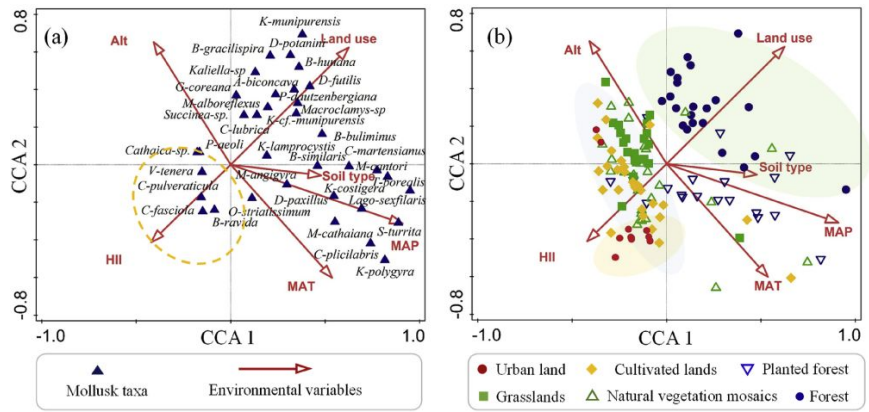 (a)
0.8
CCA 2
-0.8
Alt
Land use
Soil type
MAP
MAT
HII
K-munipurensis
D-potanini
B-gracilispira
B-hunana
Kaliella-sp
A-biconcava
D-futilis
G-coreana
P-dautzenbergiana
M-alboreflexus
Macroclamys-sp
Succinea-sp.
K-cf.-munipurensis
C-lubrica
B-buliminus
P-aeoli
K-lamprocystis
C-martensianus
Cathaica-sp.
B-similaris
M-cantori
V-tenera
M-angigyra
C-borealis
C-pulveraticula
K-costigera
D-paxillus
Lago-sexfilaris
C-fasciola
O-striatissimum
S-turrita
B-ravida
M-cathaiana
C-plicilabris
K-polygyra
-1.0
CCA 1
1.0
Mollusk taxa
Environmental variables
(b)
0.8
CCA 2
-0.8
Alt
Land use
Soil type
MAP
HII
MAT
-1.0
CCA 1
1.0
Urban land
Cultivated lands
Planted forest
Grasslands
Natural vegetation mosaics
Forest